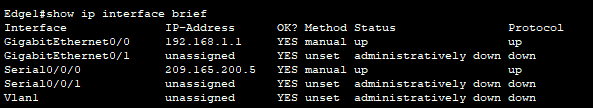 Edge1#show ip interface brief
Interface IP-Address OK? Method Status Protocol
GigabitEthernet0/0 192.168.1.1 YES manual up up
GigabitEthernet0/1 unassigned YES unset administratively down down
Serial0/0/0 209.165.200.5 YES manual up up
Serial0/0/1 unassigned YES unset administratively down down
Vlan1 unassigned YES unset administratively down down